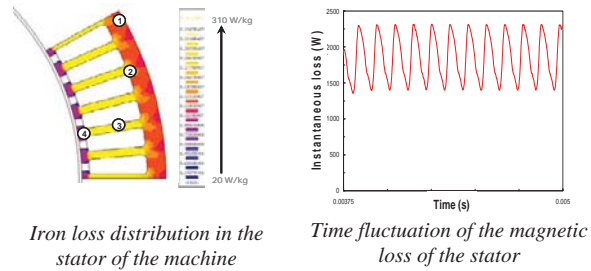 1
2
3
4
310 W/kg
20 W/kg
Iron loss distribution in the
stator of the machine
Instantaneous loss (W)
2500
2000
1500
1000
500
0
0.00375
0.005
Time (s)
Time fluctuation of the magnetic
loss of the stator